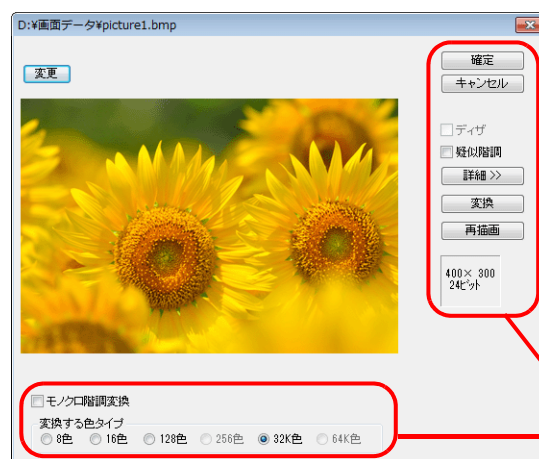 D:¥画面データ¥picture1.bmp
変更
確定
キャンセル
ディザ
疑似階調
詳細 >>
変換
再描画
400× 300
24ビット
モノクロ階調変換
変換する色タイプ
8色 16色 128色 256色 32K色 64K色